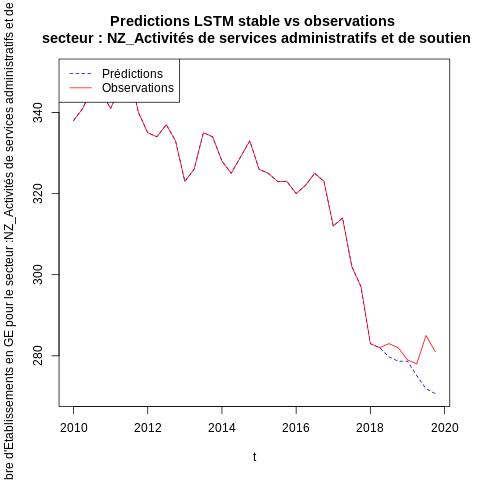 Predictions LSTM stable vs observations
secteur : NZ_Activités de services administratifs et de soutien
Prédictions
Observations
bre d'Etablissements en GE pour le secteur :NZ_Activités de services administratifs et de
340
320
300
280
2010 2012 2014 2016 2018 2020
t